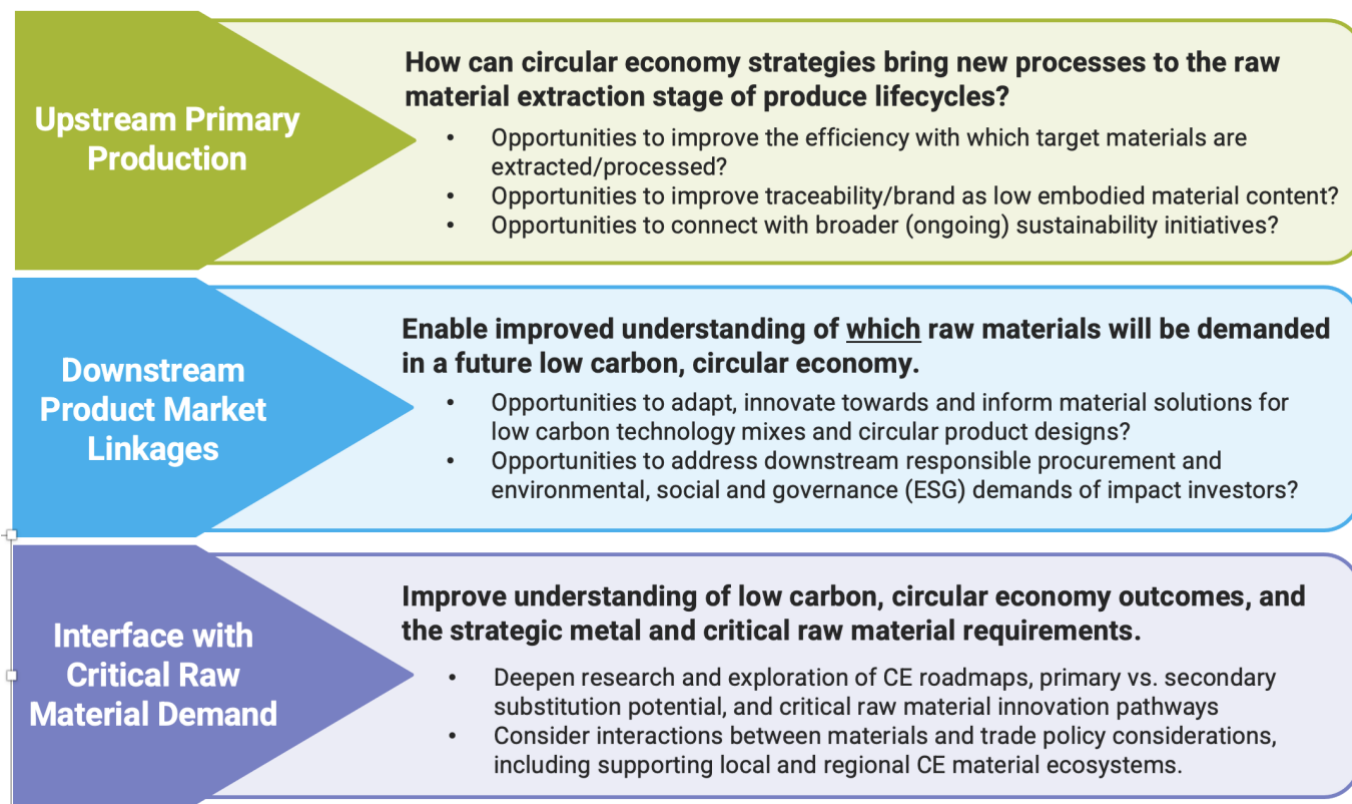 Upstream Primary
Production
How can circular economy strategies bring new processes to the raw
material extraction stage of produce lifecycles?
• Opportunities to improve the efficiency with which target materials are
extracted/processed?
• Opportunities to improve traceability/brand as low embodied material content?
• Opportunities to connect with broader (ongoing) sustainability initiatives?
Downstream
Product Market
Linkages
Enable improved understanding of which raw materials will be demanded
in a future low carbon, circular economy.
• Opportunities to adapt, innovate towards and inform material solutions for
low carbon technology mixes and circular product designs?
• Opportunities to address downstream responsible procurement and
environmental, social and governance (ESG) demands of impact investors?
Interface with
Critical Raw
Material Demand
Improve understanding of low carbon, circular economy outcomes, and
the strategic metal and critical raw material requirements.
• Deepen research and exploration of CE roadmaps, primary vs. secondary
substitution potential, and critical raw material innovation pathways
• Consider interactions between materials and trade policy considerations,
including supporting local and regional CE material ecosystems.